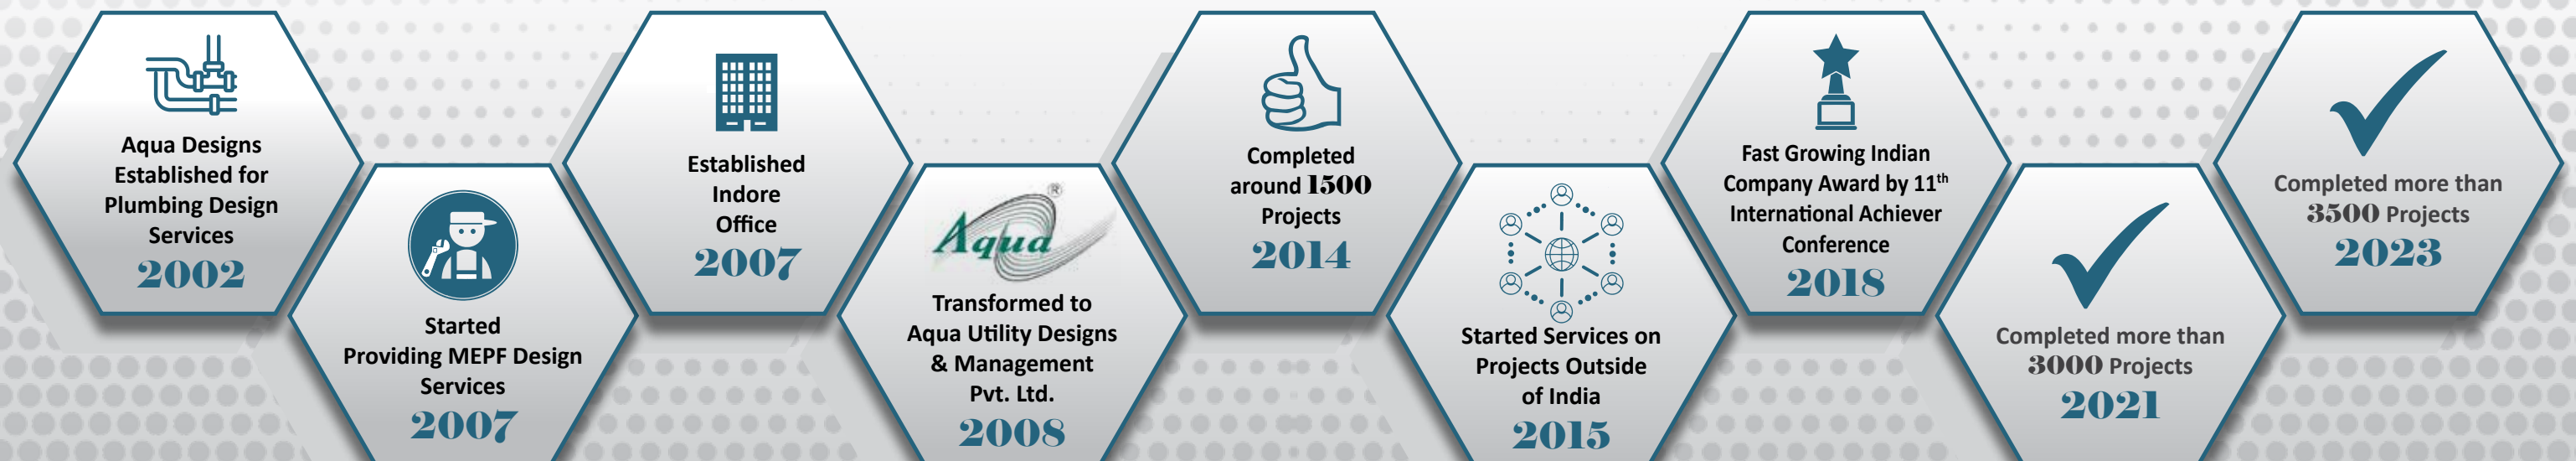 Aqua Designs
Established for
Plumbing Design
Services
2002
Started
Providing MEPF Design
Services
2007
Established
Indore
Office
2007
Aqua®
Transformed to
Aqua Utility Designs
& Management
Pvt. Ltd.
2008
Completed
around 1500
Projects
2014
Started Services on
Projects Outside
of India
2015
Fast Growing Indian
Company Award by 11th
International Achiever
Conference
2018
Completed more than
3000 Projects
2021
Completed more than
3500 Projects
2023